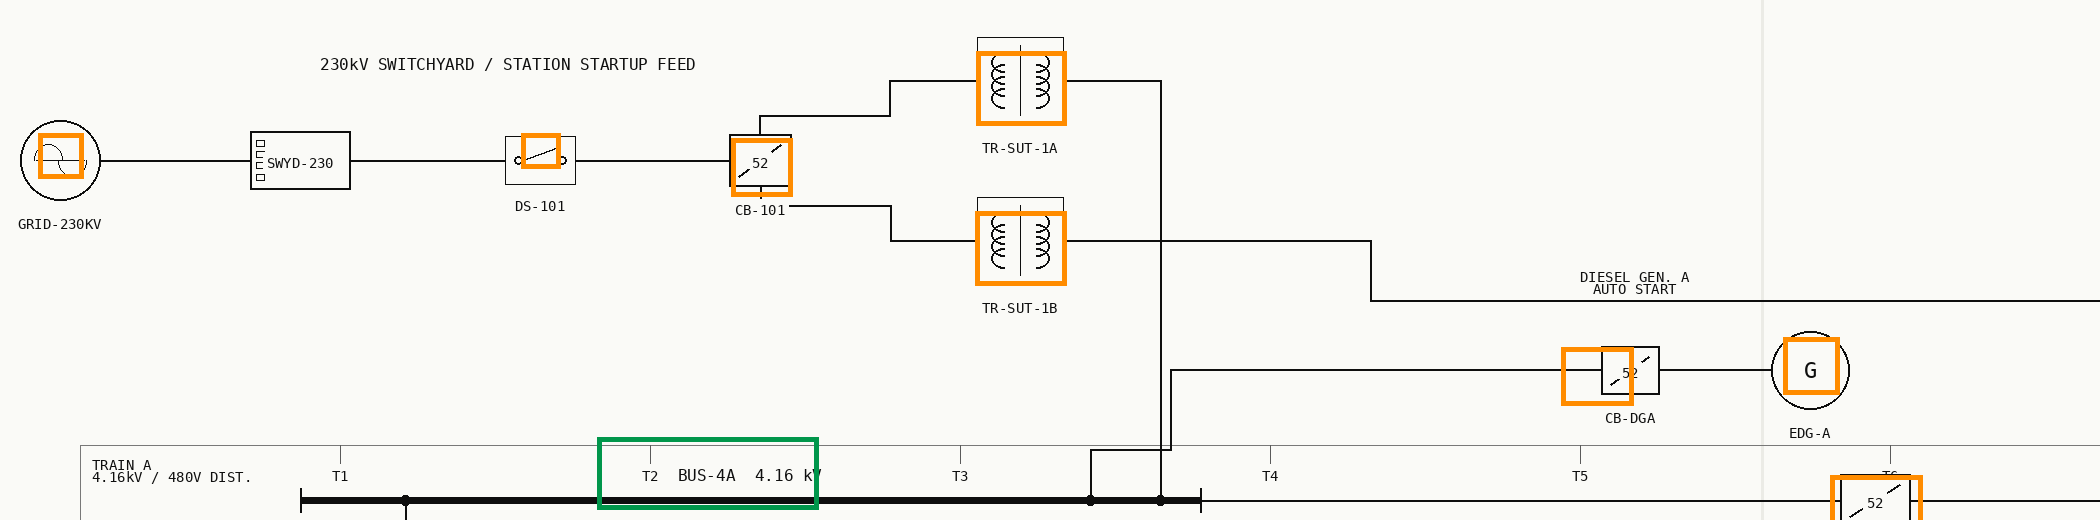 230kV SWITCHYARD / STATION STARTUP FEED
SWYD-230
52
TR-SUT-1A
DS-101
CB-101
GRID-230KV
TR-SUT-1B
DIESEL GEN. A
AUTO START
52
G
CB-DGA
EDG-A
TRAIN A
4.16kV / 480V DIST.
T1
T2
BUS-4A 4.16 kV
T3
T4
T5
T6
52